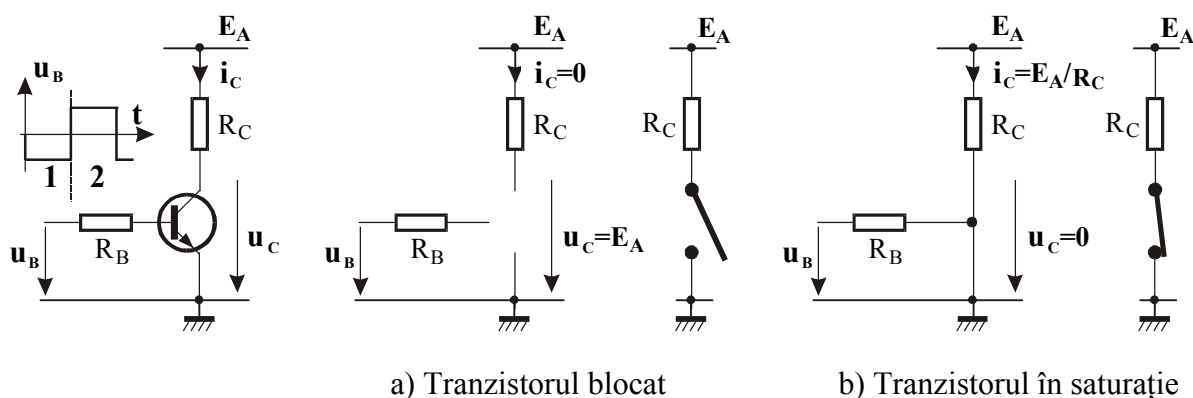 E_A E_A E_A E_A E_A
u_B i_C i_C=0 i_C=E_A/R_C
t R_C R_C R_C R_C R_C
1 2
u_B R_B u_C R_B u_C=E_A R_B u_C=0
u_B u_B
a) Tranzistorul blocat b) Tranzistorul în saturație